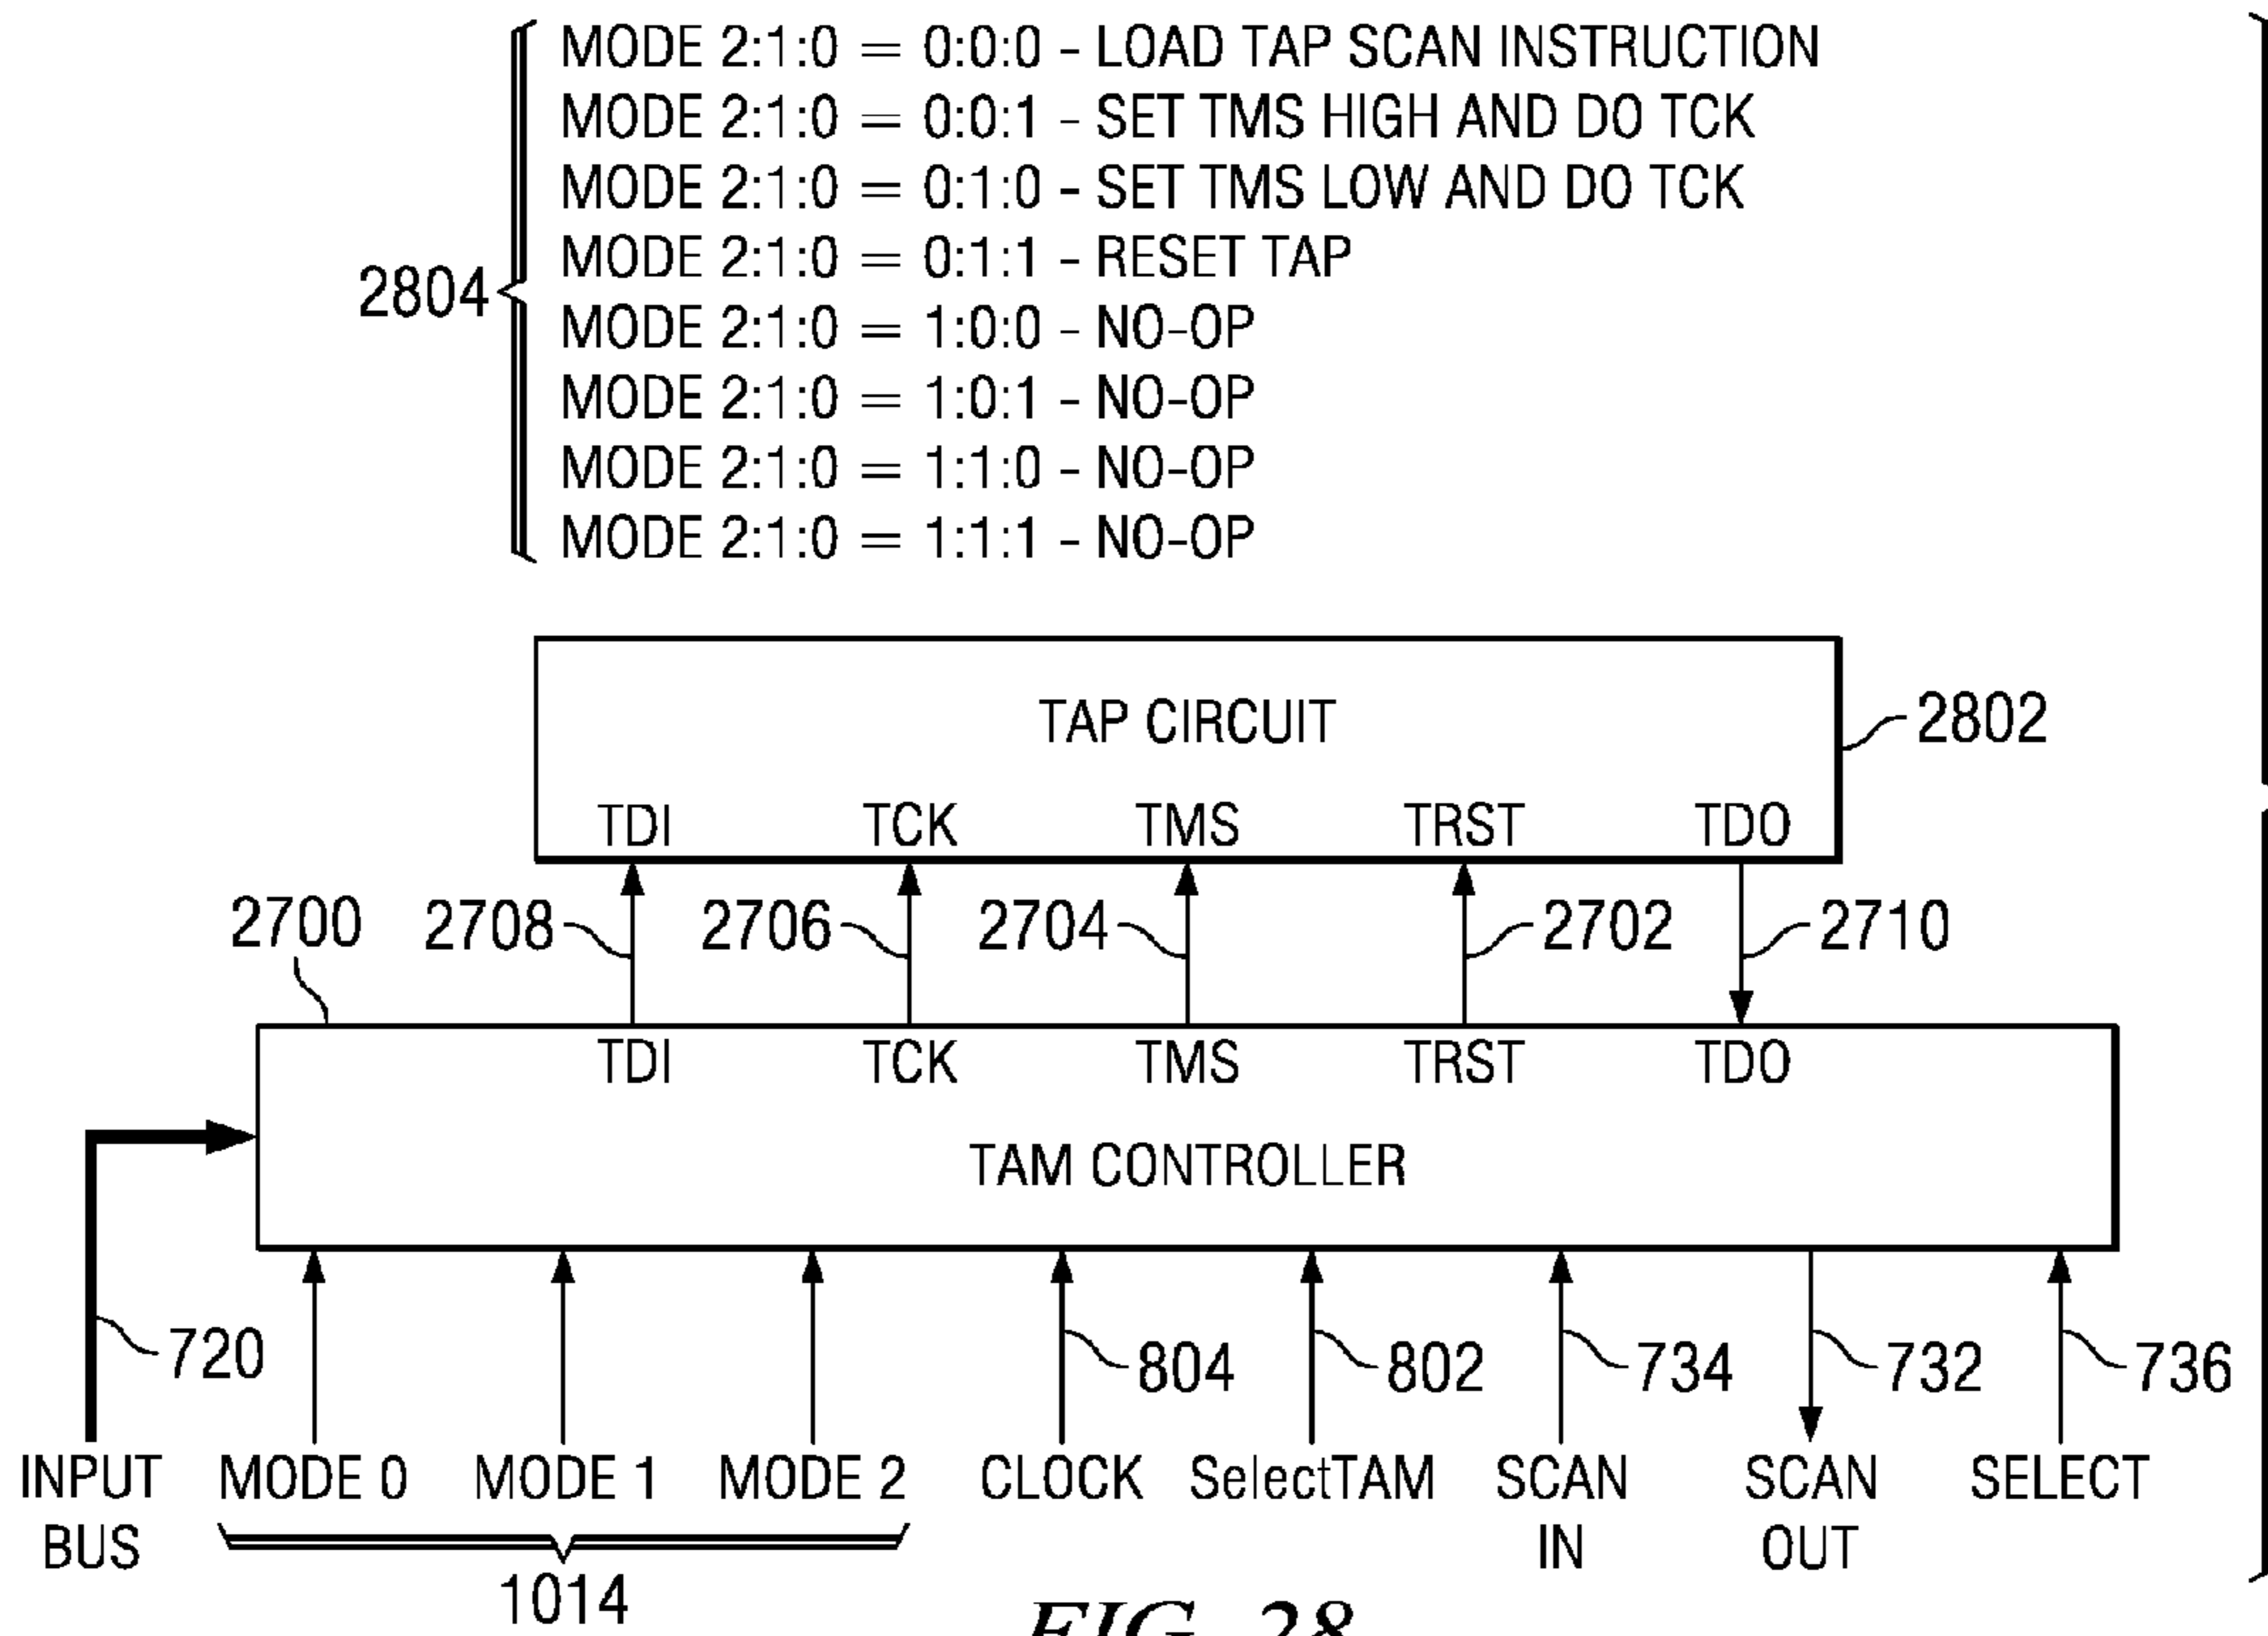 MODE 2:1:0 = 0:0:0 - LOAD TAP SCAN INSTRUCTION
MODE 2:1:0 = 0:0:1 - SET TMS HIGH AND DO TCK
MODE 2:1:0 = 0:1:0 - SET TMS LOW AND DO TCK
MODE 2:1:0 = 0:1:1 - RESET TAP
2804
MODE 2:1:0 = 1:0:0 - NO-OP
MODE 2:1:0 = 1:0:1 - NO-OP
MODE 2:1:0 = 1:1:0 - NO-OP
MODE 2:1:0 = 1:1:1 - NO-OP
TAP CIRCUIT
2802
TDI TCK TMS TRST TDO
2700 2708 2706 2704 2702 2710
TDI TCK TMS TRST TDO
TAM CONTROLLER
720 804 802 734 732 736
INPUT BUS
MODE 0 MODE 1 MODE 2 CLOCK SelectTAM
SCAN IN
SCAN OUT
SELECT
1014
FIG. 28